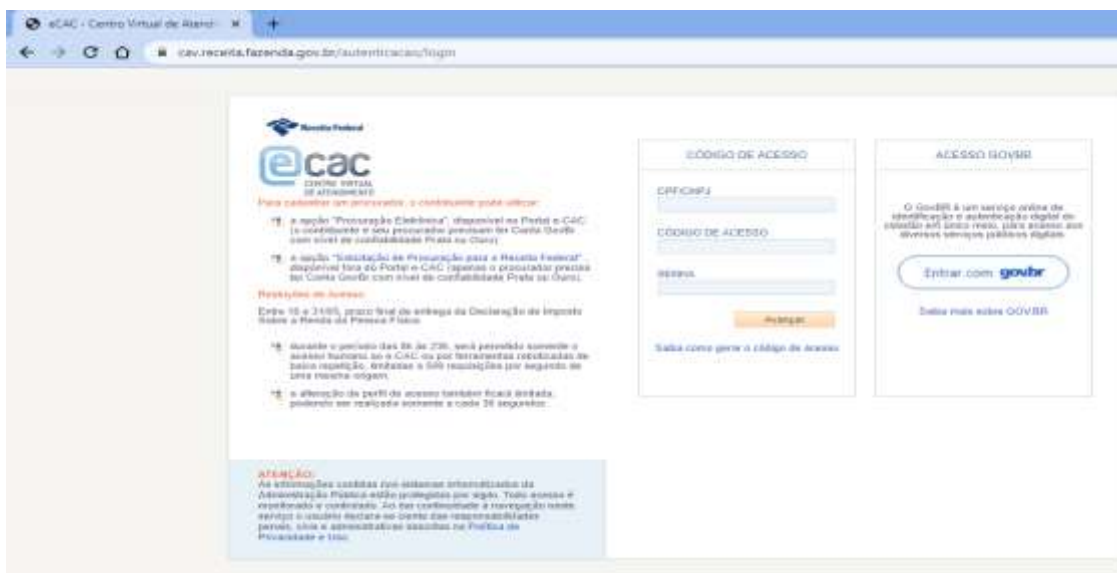 eCAC - Centro Virtual de Atend
cav.receita.fazenda.gov.br/autenticacao/login
Receita Federal
ecac
CENTRO VIRTUAL
DE ATENDIMENTO
Para cadastrar um procurador, o contribuinte pode utilizar:
a opção "Procuração Eletrônica", disponível no Portal e-CAC
(o contribuinte e seu procurador precisam ter Conta GovBr
com nível de confiabilidade Prata ou Ouro).
a opção "Solicitação de Procuração para a Receita Federal",
disponível fora do Portal e-CAC (apenas o procurador precisa
ter Conta GovBr com nível de confiabilidade Prata ou Ouro).
Restrições de Acesso:
Entre 10 e 31/05, prazo final de entrega da Declaração do Imposto
Sobre a Renda da Pessoa Física:
durante o período das 8h às 23h, será permitido somente o
acesso humano ao e-CAC ou por ferramentas robotizadas de
baixa repetição, limitadas a requisições por segundo de
uma mesma origem.
a alteração de perfil de acesso também ficará limitada,
podendo ser realizada somente a cada 30 segundos.
ATENÇÃO:
As informações contidas nos sistemas informatizados da
Administração Pública estão protegidas por sigilo. Todo acesso é
monitorado e controlado. Ao dar continuidade à navegação neste
serviço o usuário declara-se ciente das responsabilidades
penais, civis e administrativas descritas na Política de
Privacidade e Uso.
CÓDIGO DE ACESSO
CPF/CNPJ
CÓDIGO DE ACESSO
SENHA
Avançar
Saiba como gerar o código de acesso
ACESSO GOV.BR
O GovBR é um serviço online de
identificação e autenticação digital do
cidadão em único meio, para acesso aos
diversos serviços públicos digitais.
Entrar com govbr
Saiba mais sobre GOV.BR